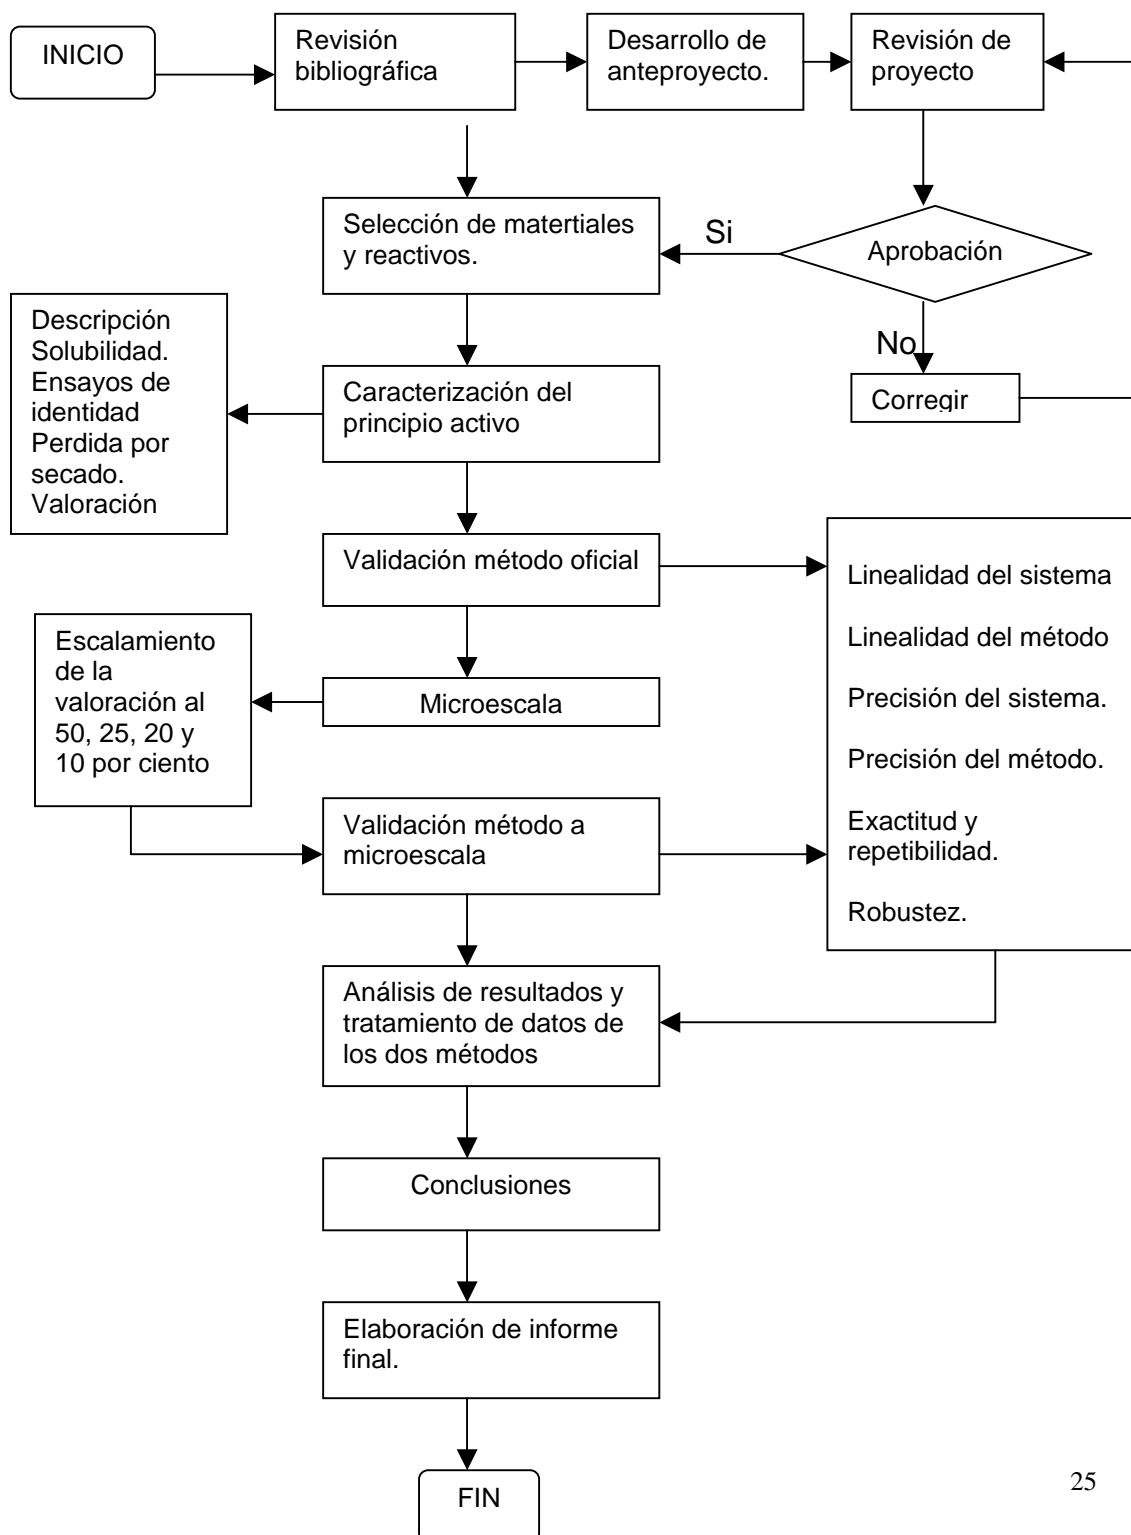 INICIO
Revisión
bibliográfica
Desarrollo de
anteproyecto.
Revisión de
proyecto
Selección de matertiales
y reactivos.
Si
Aprobación
No
Corregir
Descripción
Solubilidad.
Ensayos de
identidad
Perdida por
secado.
Valoración
Caracterización del
principio activo
Validación método oficial
Linealidad del sistema
Linealidad del método
Precisión del sistema.
Precisión del método.
Exactitud y
repetibilidad.
Robustez.
Escalamiento
de la
valoración al
50, 25, 20 y
10 por ciento
Microescala
Validación método a
microescala
Análisis de resultados y
tratamiento de datos de
los dos métodos
Conclusiones
Elaboración de informe
final.
FIN
25